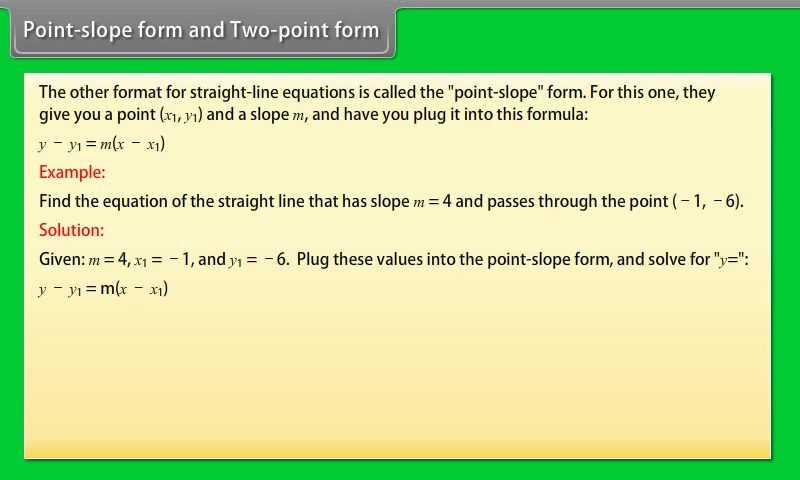 Point-slope form and Two-point form
The other format for straight-line equations is called the "point-slope" form. For this one, they
give you a point (x₁, y₁) and a slope m, and have you plug it into this formula:
y − y₁ = m(x − x₁)
Example:
Find the equation of the straight line that has slope m = 4 and passes through the point ( − 1, − 6).
Solution:
Given: m = 4, x₁ = − 1, and y₁ = − 6. Plug these values into the point-slope form, and solve for "y=":
y − y₁ = m(x − x₁)